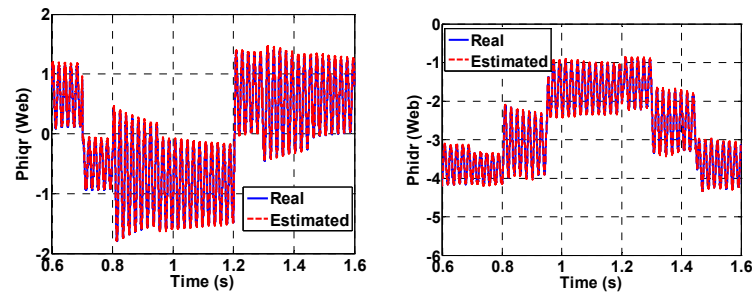 2
1
0
-1
-2
Phiqr (Web)
0.6 0.8 1 1.2 1.4 1.6
Time (s)
Real
Estimated
-0
-1
-2
-3
-4
-5
-6
Phidr (Web)
0.6 0.8 1 1.2 1.4 1.6
Time (s)
Real
Estimated